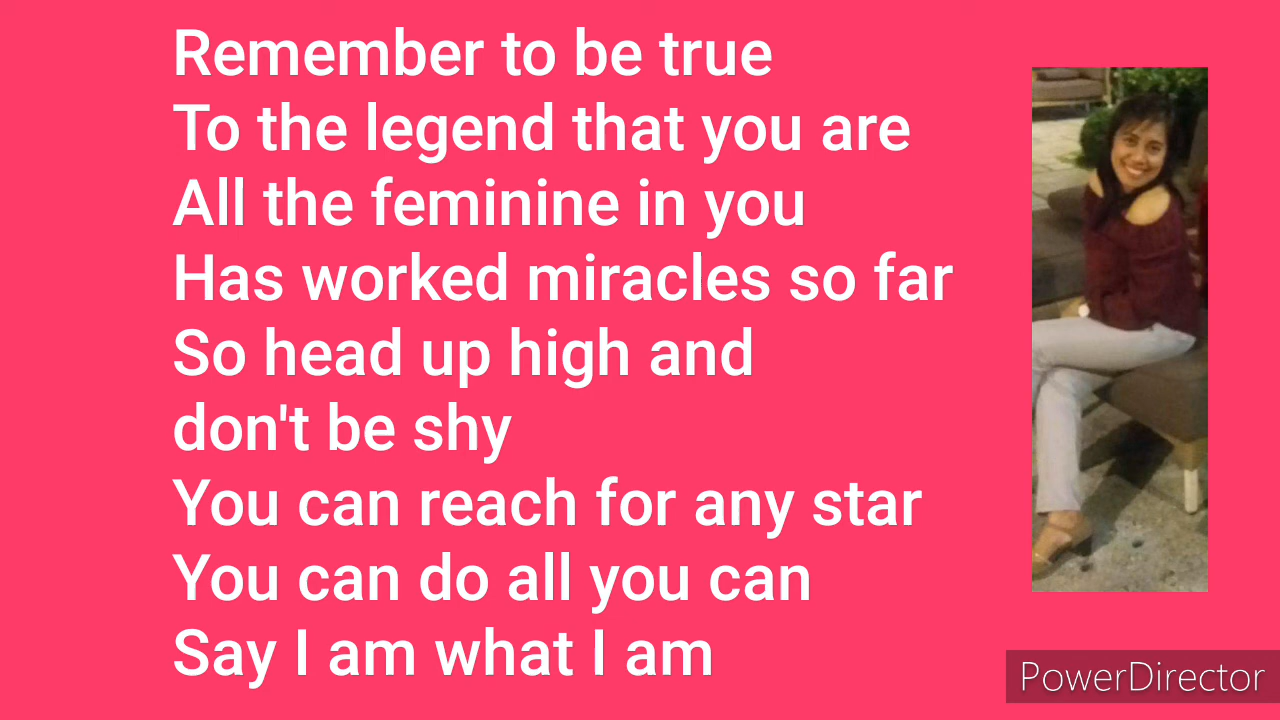 Remember to be true
To the legend that you are
All the feminine in you
Has worked miracles so far
So head up high and
don't be shy
You can reach for any star
You can do all you can
Say I am what I am
PowerDirector